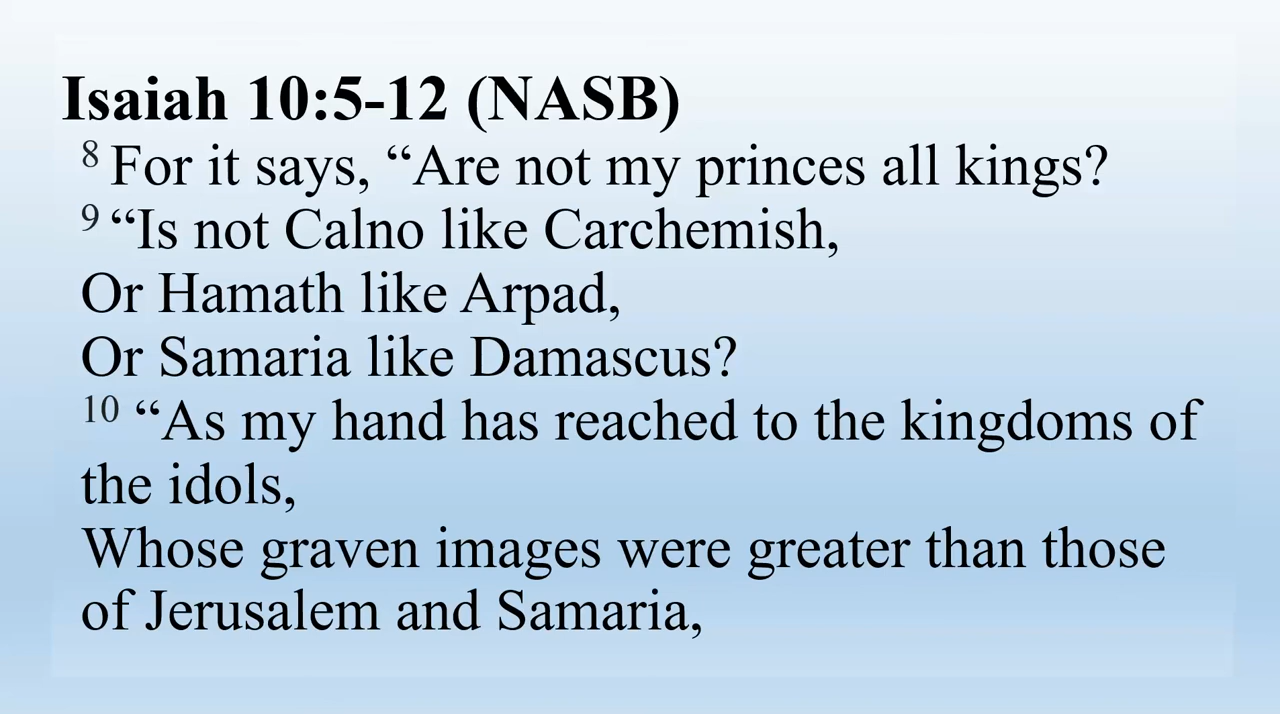 Isaiah 10:5-12 (NASB)
8 For it says, “Are not my princes all kings?
9 “Is not Calno like Carchemish,
Or Hamath like Arpad,
Or Samaria like Damascus?
10 “As my hand has reached to the kingdoms of
the idols,
Whose graven images were greater than those
of Jerusalem and Samaria,